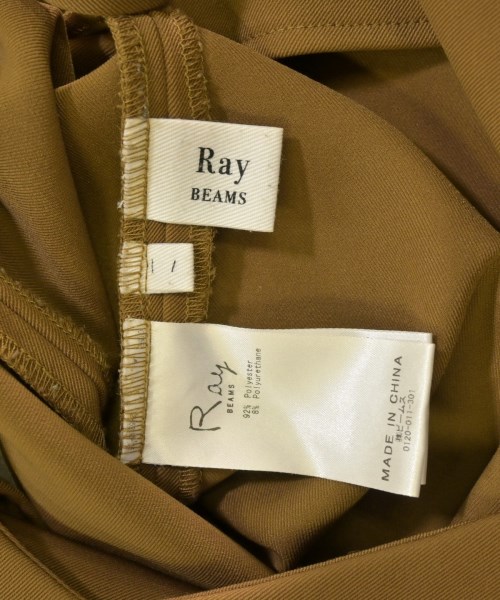 Ray
BEAMS
Ray
BEAMS
92% Polyester
8% Polyurethane
MADE IN CHINA
㈱ビームス
0120-011-301